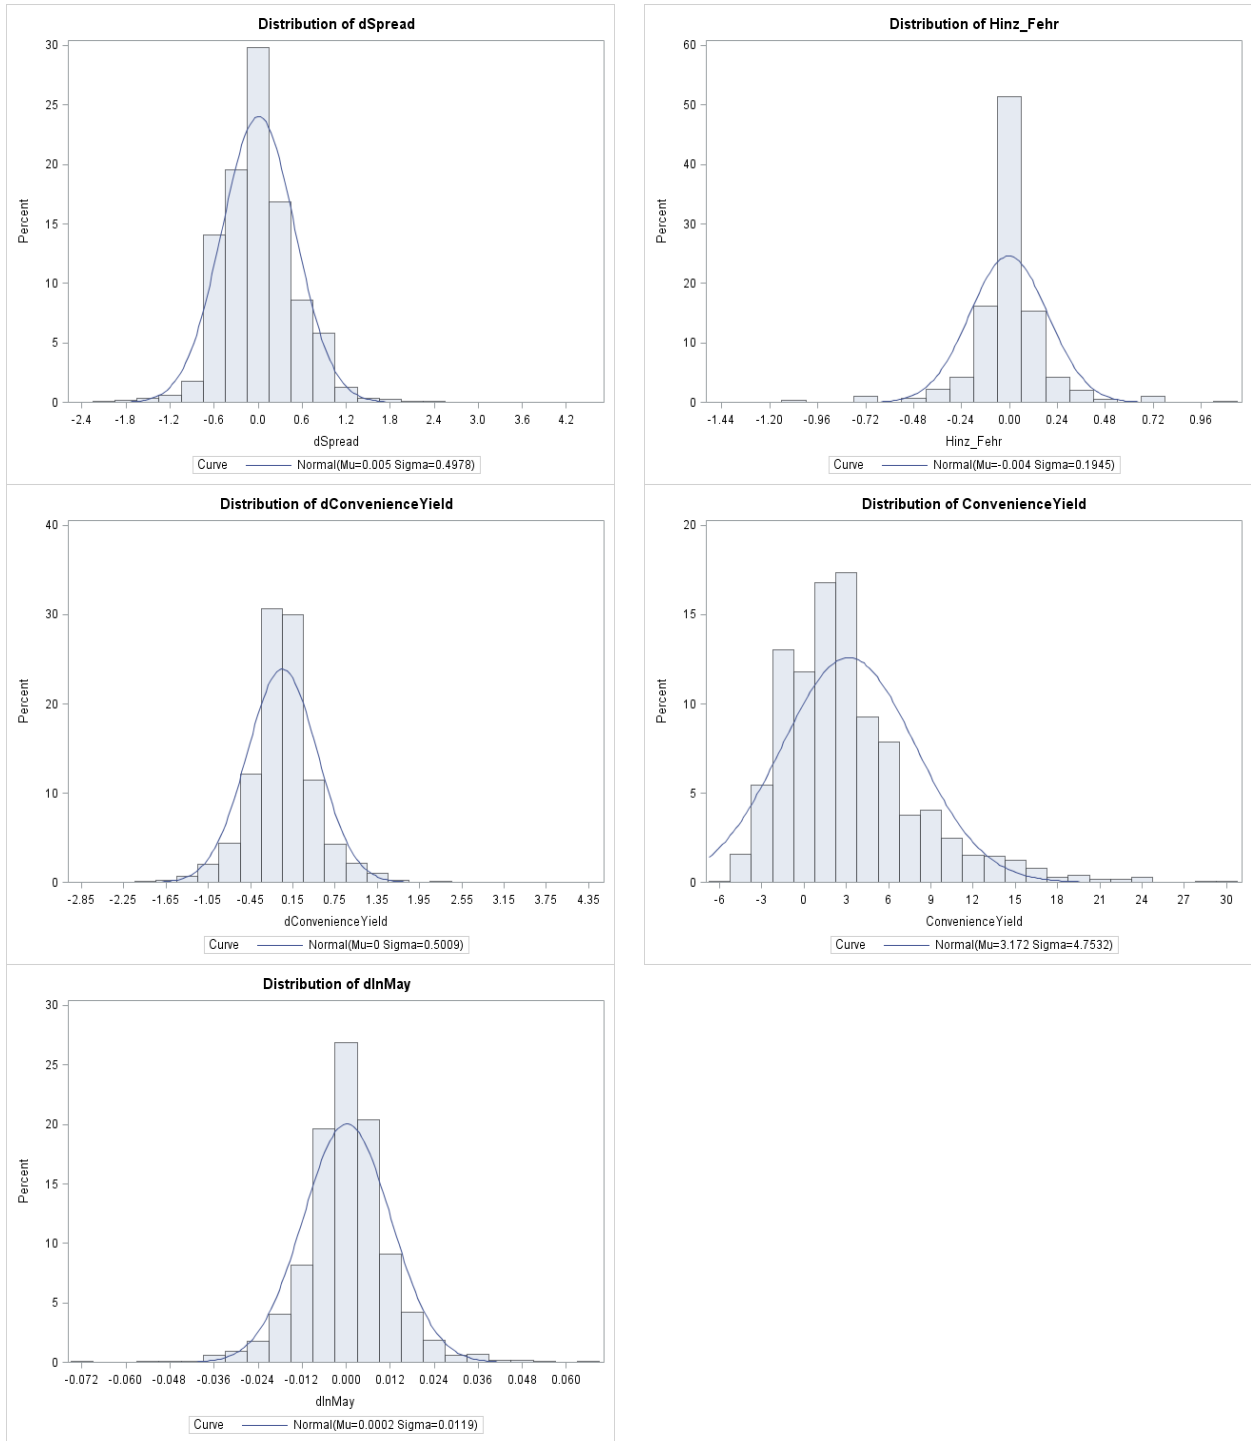 Distribution of dSpread
30
25
20
15
10
5
0
Percent
-2.4 -1.8 -1.2 -0.6 0.0 0.6 1.2 1.8 2.4 3.0 3.6 4.2
dSpread
Curve Normal(Mu=0.005 Sigma=0.4978)
Distribution of Hinz_Fehr
60
50
40
30
20
10
0
Percent
-1.44 -1.20 -0.96 -0.72 -0.48 -0.24 0.00 0.24 0.48 0.72 0.96
Hinz_Fehr
Curve Normal(Mu=-0.004 Sigma=0.1945)
Distribution of dConvenienceYield
40
30
20
10
0
Percent
-2.85 -2.25 -1.65 -1.05 -0.45 0.15 0.75 1.35 1.95 2.55 3.15 3.75 4.35
dConvenienceYield
Curve Normal(Mu=0 Sigma=0.5009)
Distribution of ConvenienceYield
20
15
10
5
0
Percent
-6 -3 0 3 6 9 12 15 18 21 24 27 30
ConvenienceYield
Curve Normal(Mu=3.172 Sigma=4.7532)
Distribution of dlnMay
30
25
20
15
10
5
0
Percent
-0.072 -0.060 -0.048 -0.036 -0.024 -0.012 0.000 0.012 0.024 0.036 0.048 0.060
dlnMay
Curve Normal(Mu=0.0002 Sigma=0.0119)